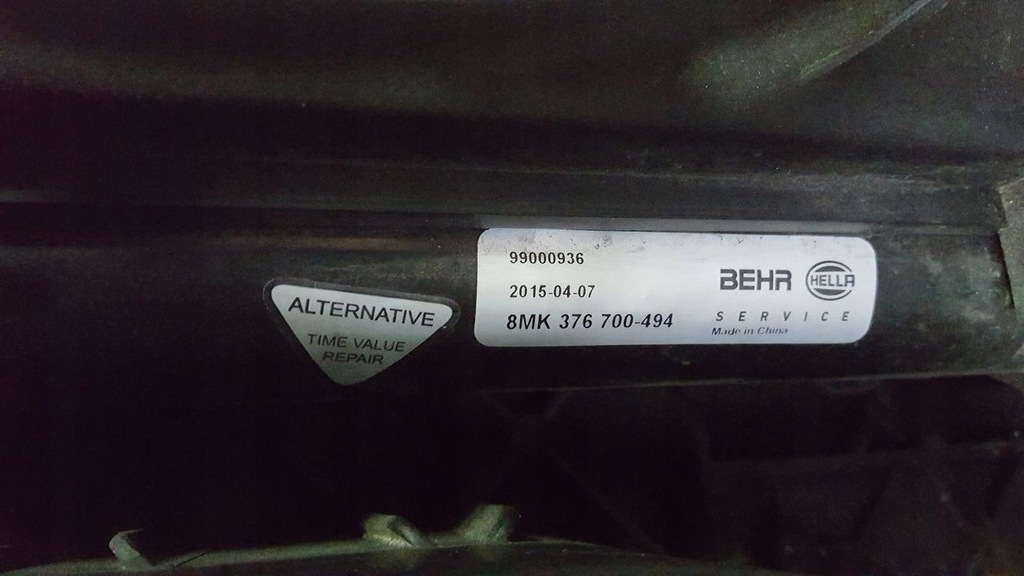 ALTERNATIVE
TIME VALUE
REPAIR
99000936
2015-04-07
8MK 376 700-494
BEHR HELLA
SERVICE
Made in China